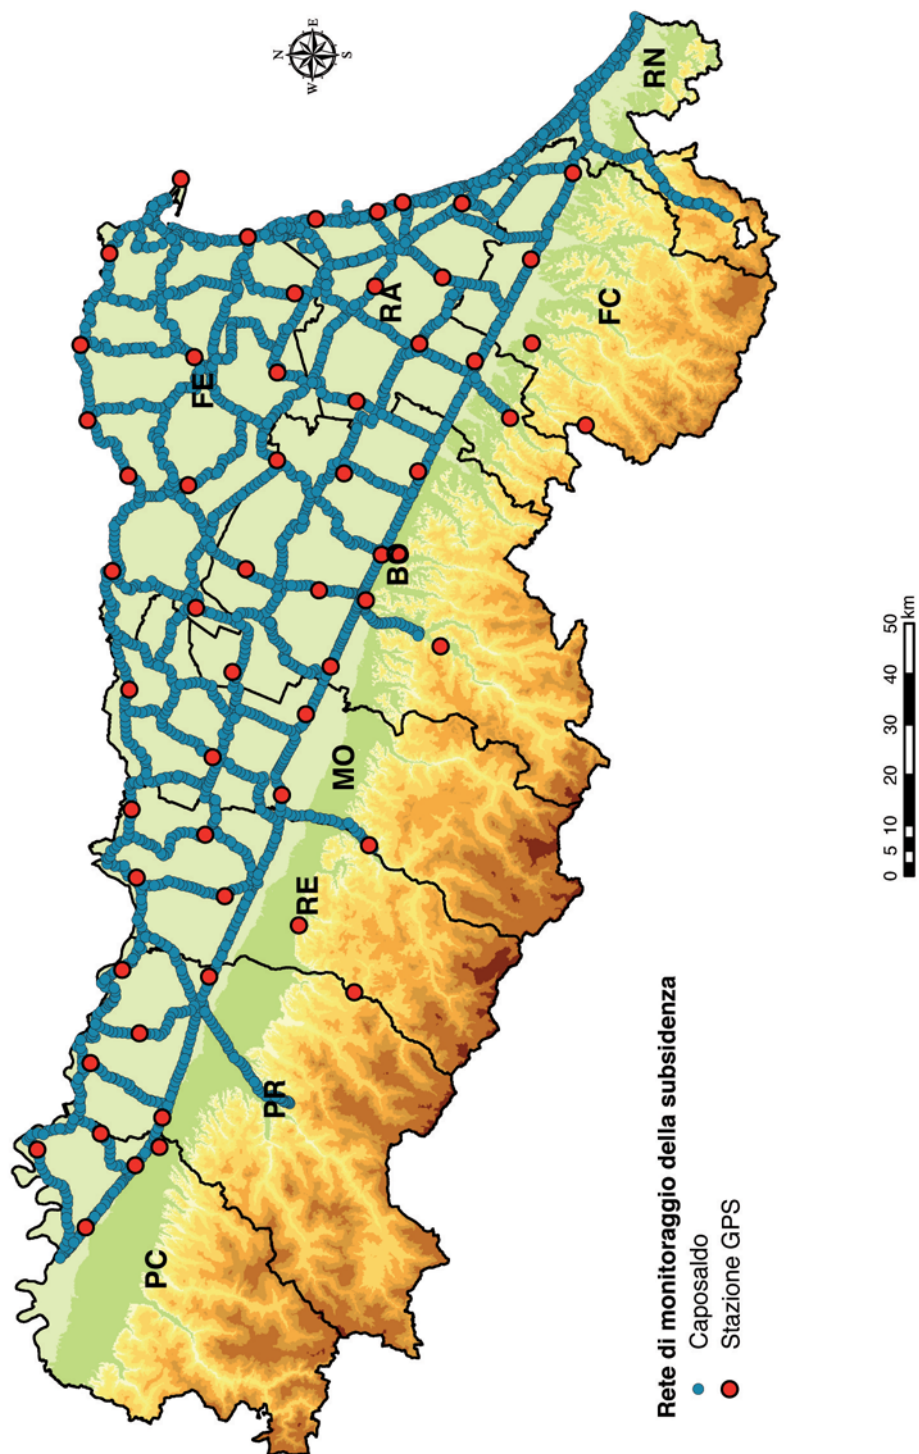 N
W E
S
PC
PR
RE
MO
BO
FE
RA
FC
RN
Rete di monitoraggio della subsidenza
Caposaldo
Stazione GPS
0 5 10 20 30 40 50
km